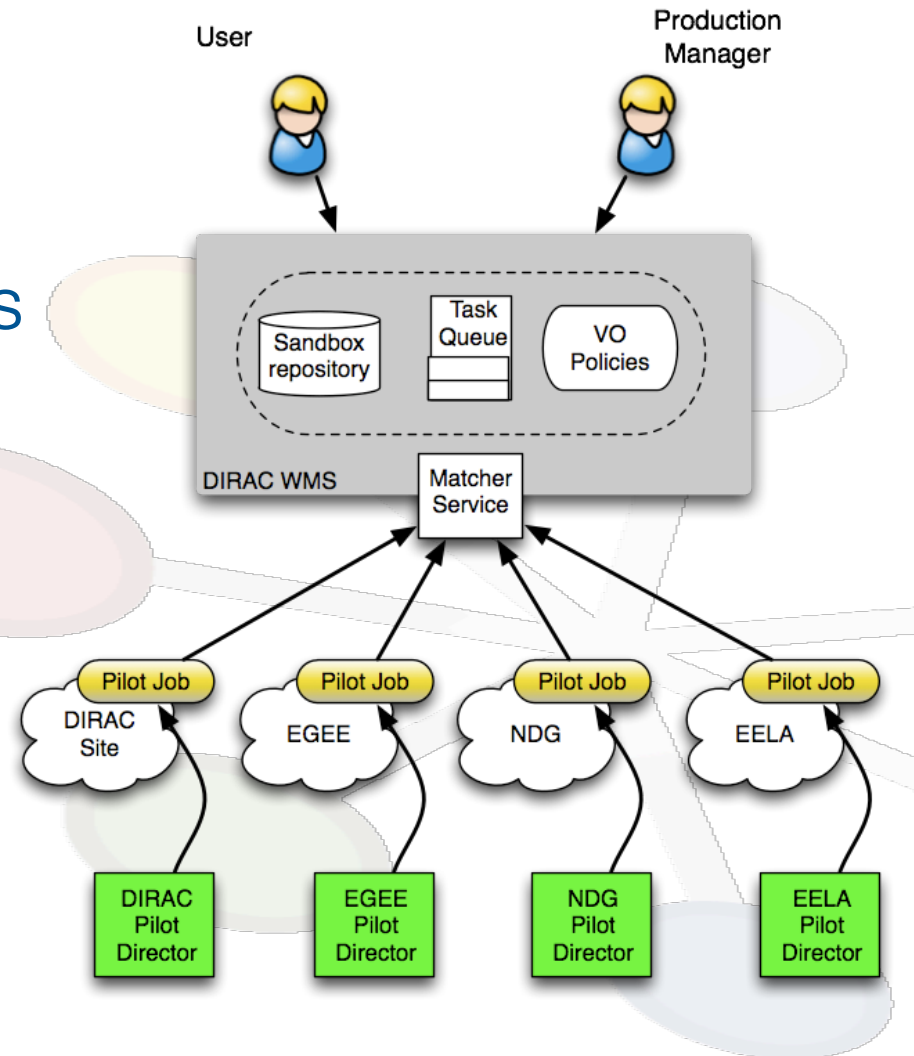 User
Production
Manager
s
Sandbox
repository
Task
Queue
VO
Policies
DIRAC WMS
Matcher
Service
Pilot Job
Pilot Job
Pilot Job
Pilot Job
DIRAC
Site
EGEE
NDG
EELA
DIRAC
Pilot
Director
EGEE
Pilot
Director
NDG
Pilot
Director
EELA
Pilot
Director